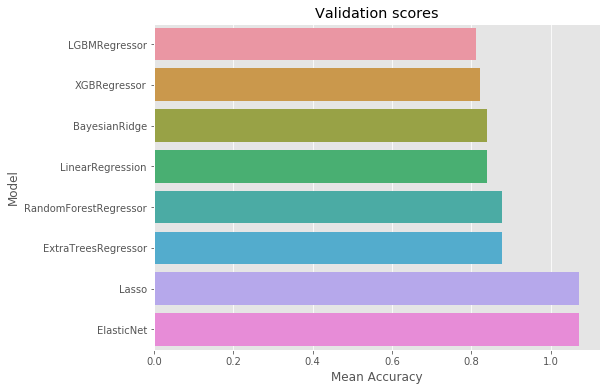 Validation scores
Model
LGBMRegressor
XGBRegressor
BayesianRidge
LinearRegression
RandomForestRegressor
ExtraTreesRegressor
Lasso
ElasticNet
0.0 0.2 0.4 0.6 0.8 1.0
Mean Accuracy